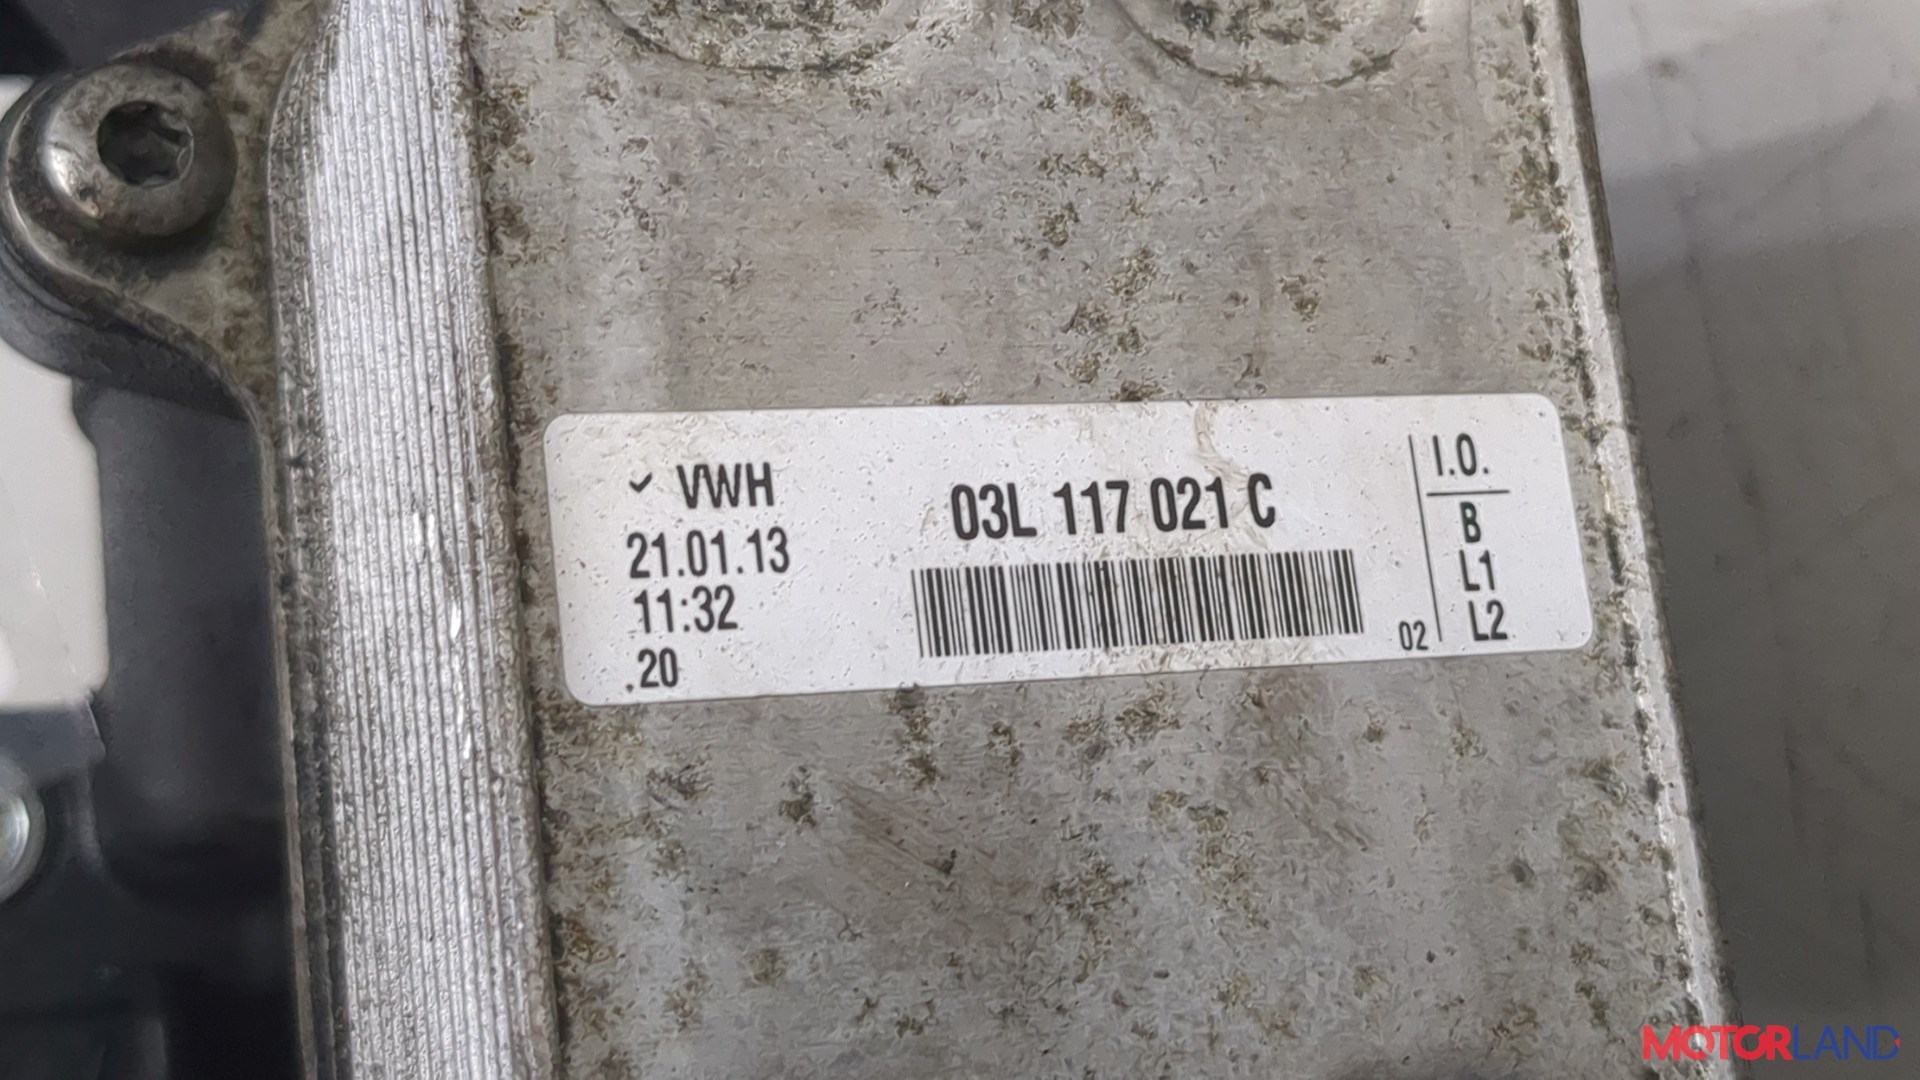 ✓ VWH
21.01.13
11:32
.20
03L 117 021 C
02
I.O.
B
L1
L2
MOTORLAND